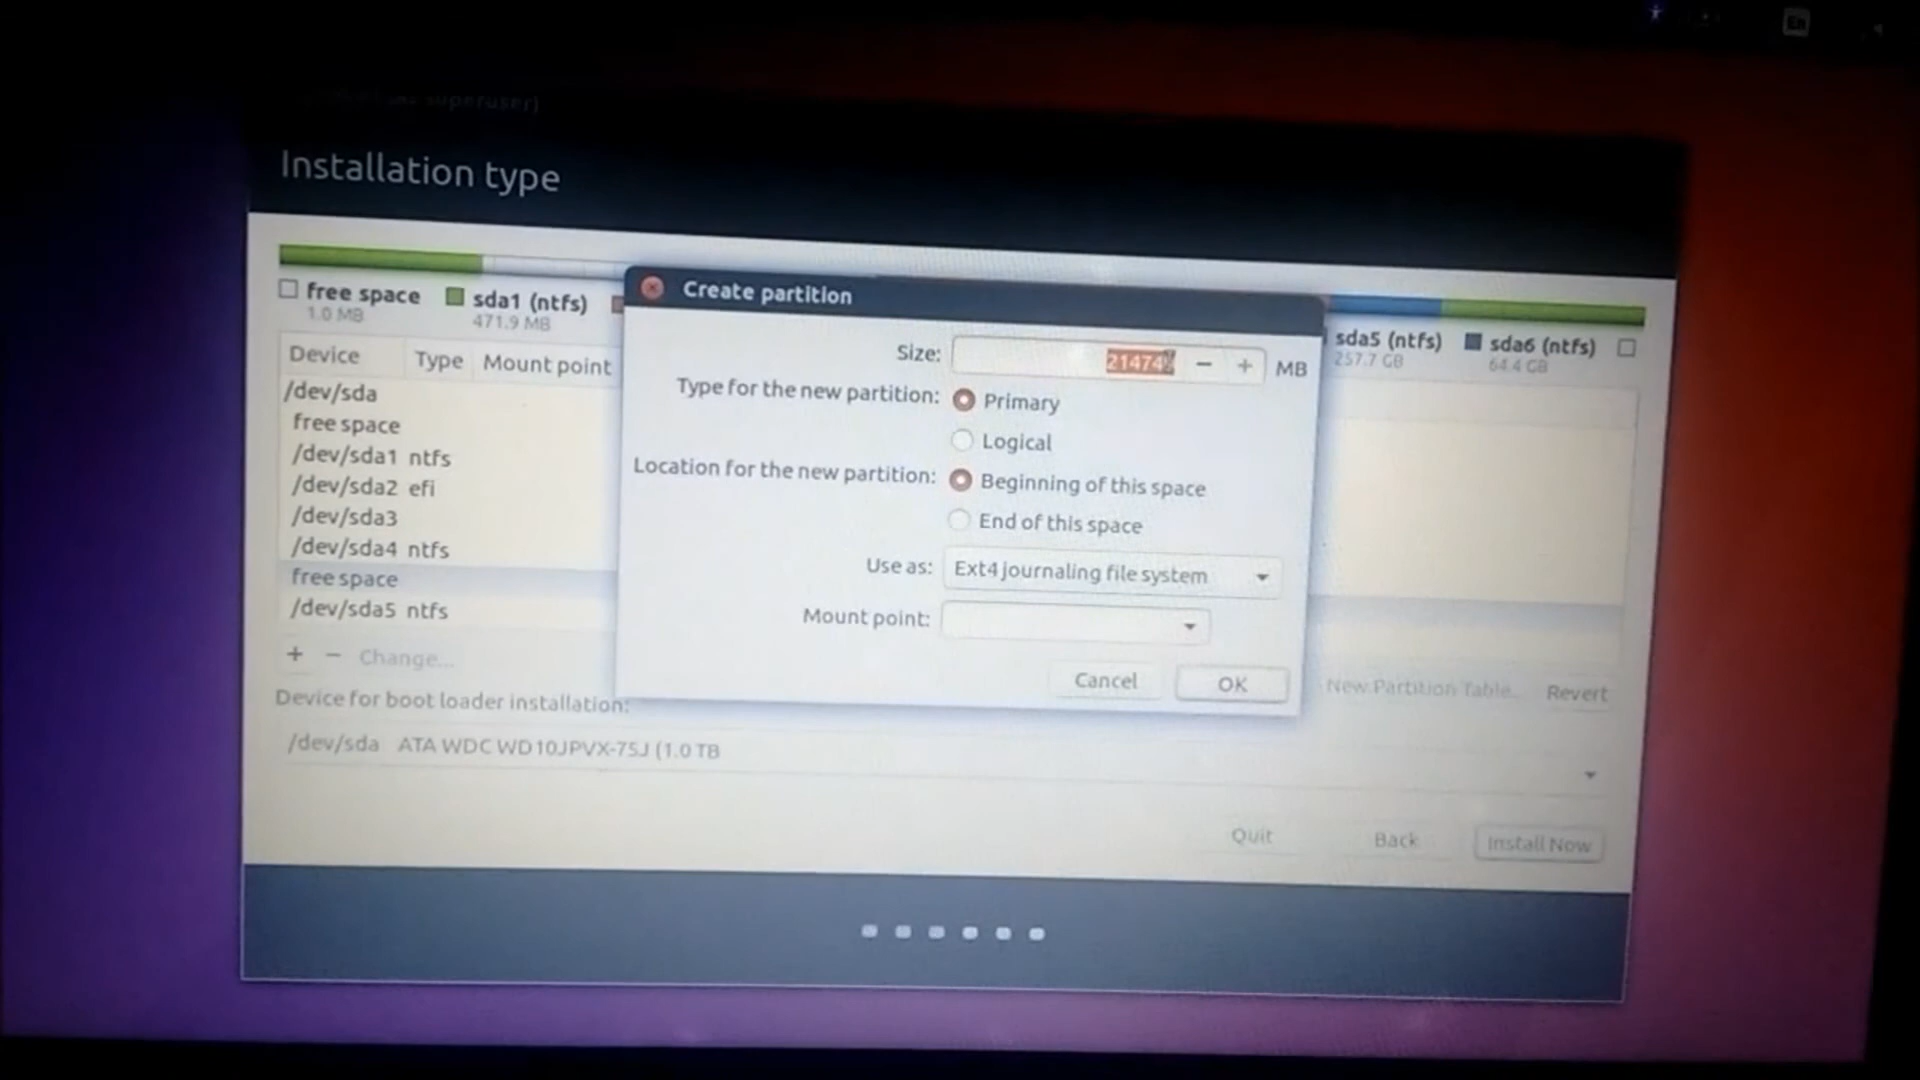 superuser)
En
Installation type
free space
1.0 MB
sda1 (ntfs)
471.9 MB
sda5 (ntfs)
257.7 GB
sda6 (ntfs)
64.4 GB
Device Type Mount point
/dev/sda
free space
/dev/sda1 ntfs
/dev/sda2 efi
/dev/sda3
/dev/sda4 ntfs
free space
/dev/sda5 ntfs
+ − Change...
New Partition Table... Revert
Create partition
Size: − + MB
Type for the new partition: Primary
Logical
Location for the new partition: Beginning of this space
End of this space
Use as: Ext4 journaling file system
Mount point:
Cancel OK
Device for boot loader installation:
/dev/sda ATA WDC WD10JPVX-75J (1.0 TB
Quit Back Install Now